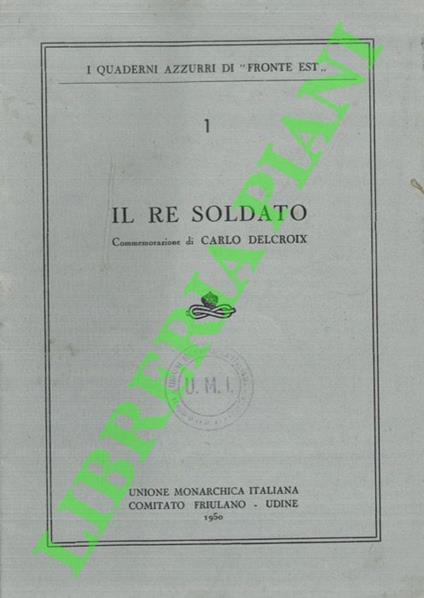 I QUADERNI AZZURRI DI "FRONTE EST„
1
IL RE SOLDATO
Commemorazione di CARLO DELCROIX
U. M. I.
UNIONE MONARCHICA ITALIANA
COMITATO FRIULANO - UDINE
1950
LIBRERIA PIANI